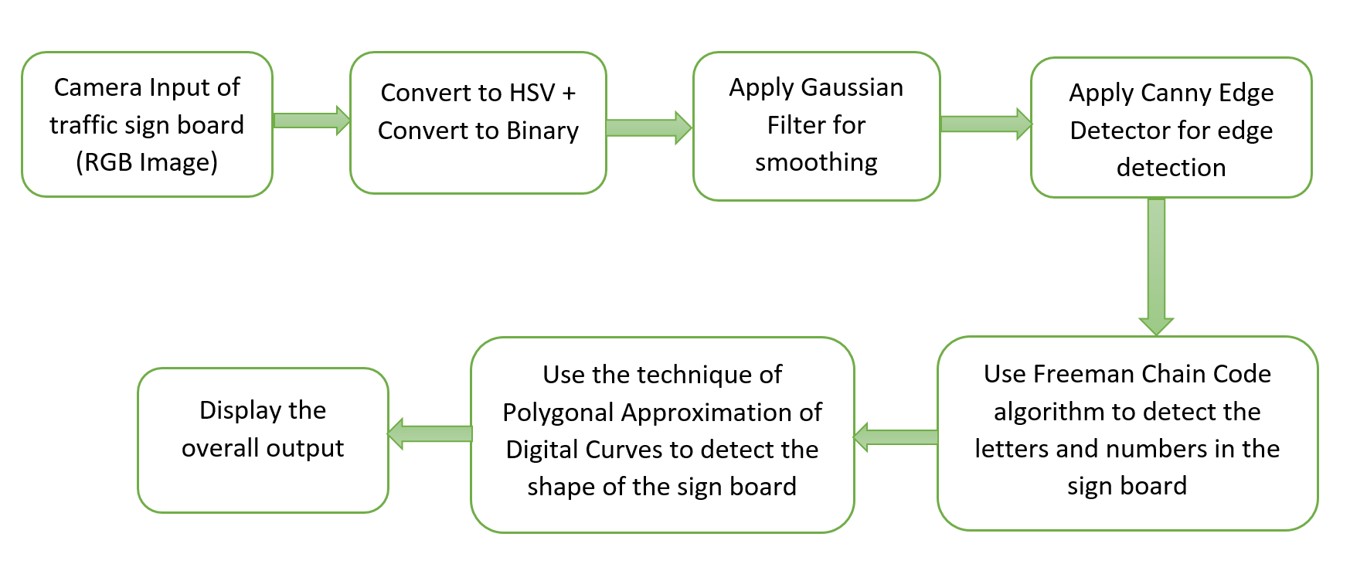 Camera Input of
traffic sign board
(RGB Image)
Convert to HSV +
Convert to Binary
Apply Gaussian
Filter for
smoothing
Apply Canny Edge
Detector for edge
detection
Use Freeman Chain Code
algorithm to detect the
letters and numbers in the
sign board
Use the technique of
Polygonal Approximation of
Digital Curves to detect the
shape of the sign board
Display the
overall output